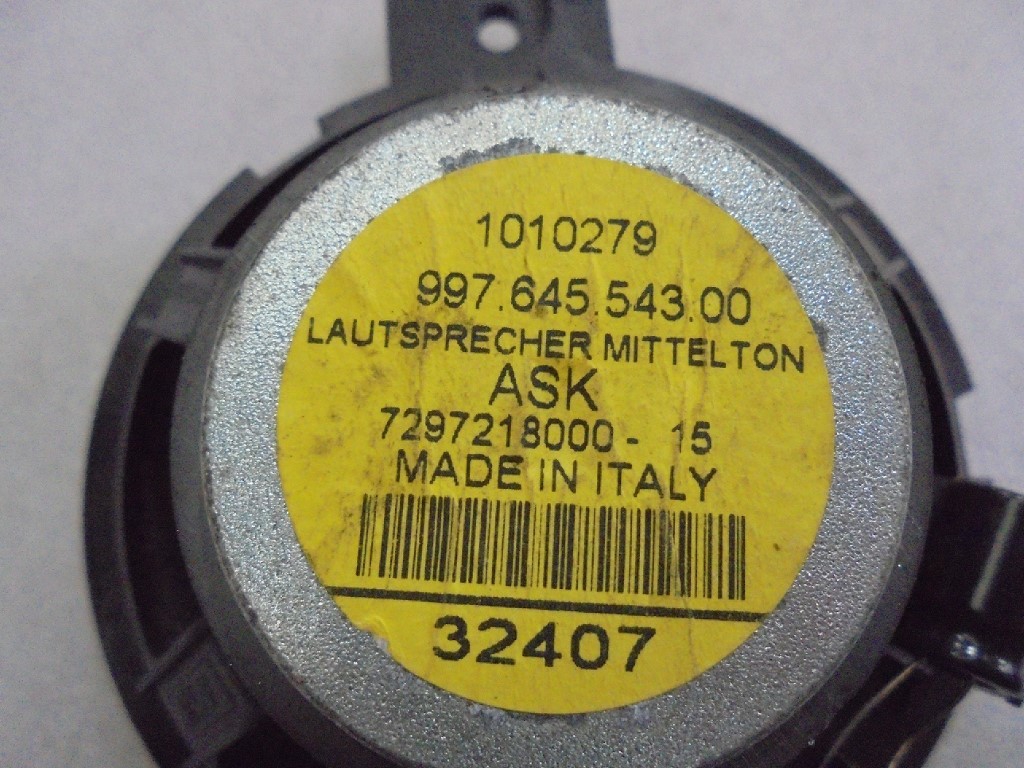 1010279
997.645.543.00
LAUTSPRECHER MITTELTON
ASK
7297218000 - 15
MADE IN ITALY
32407